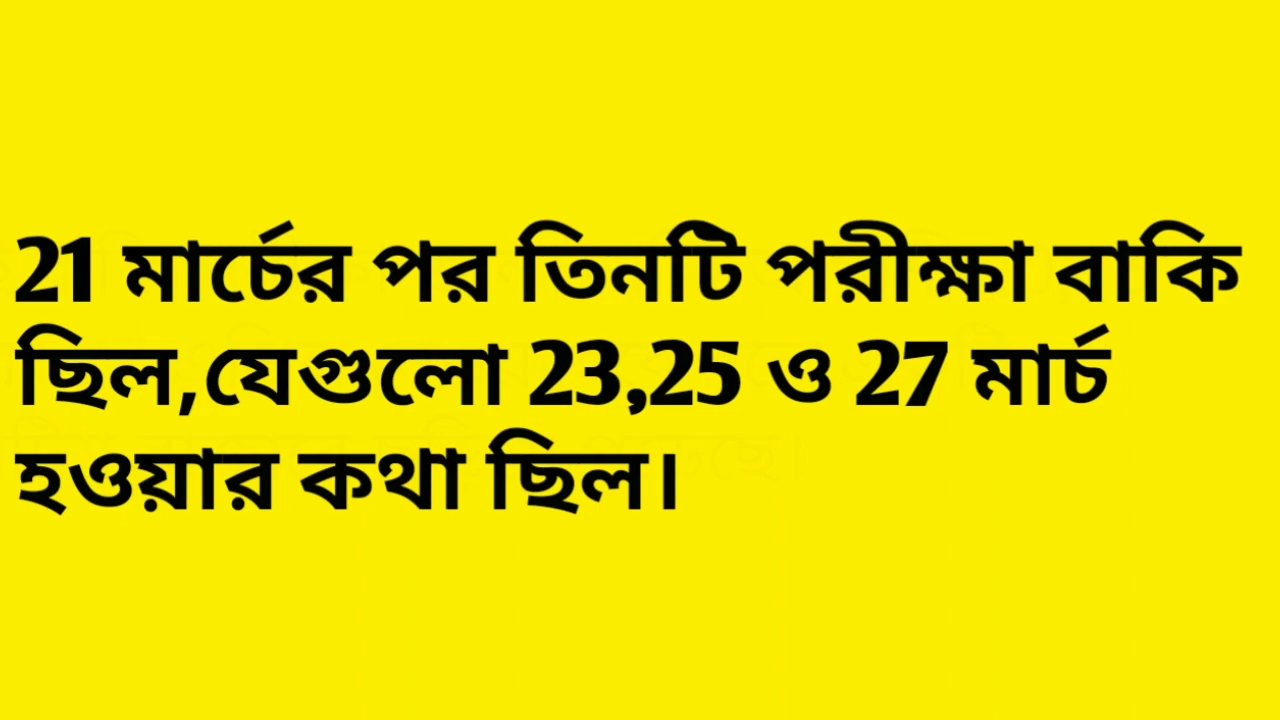 21 মার্চের পর তিনটি পরীক্ষা বাকি
ছিল,যেগুলো 23,25 ও 27 মার্চ
হওয়ার কথা ছিল।